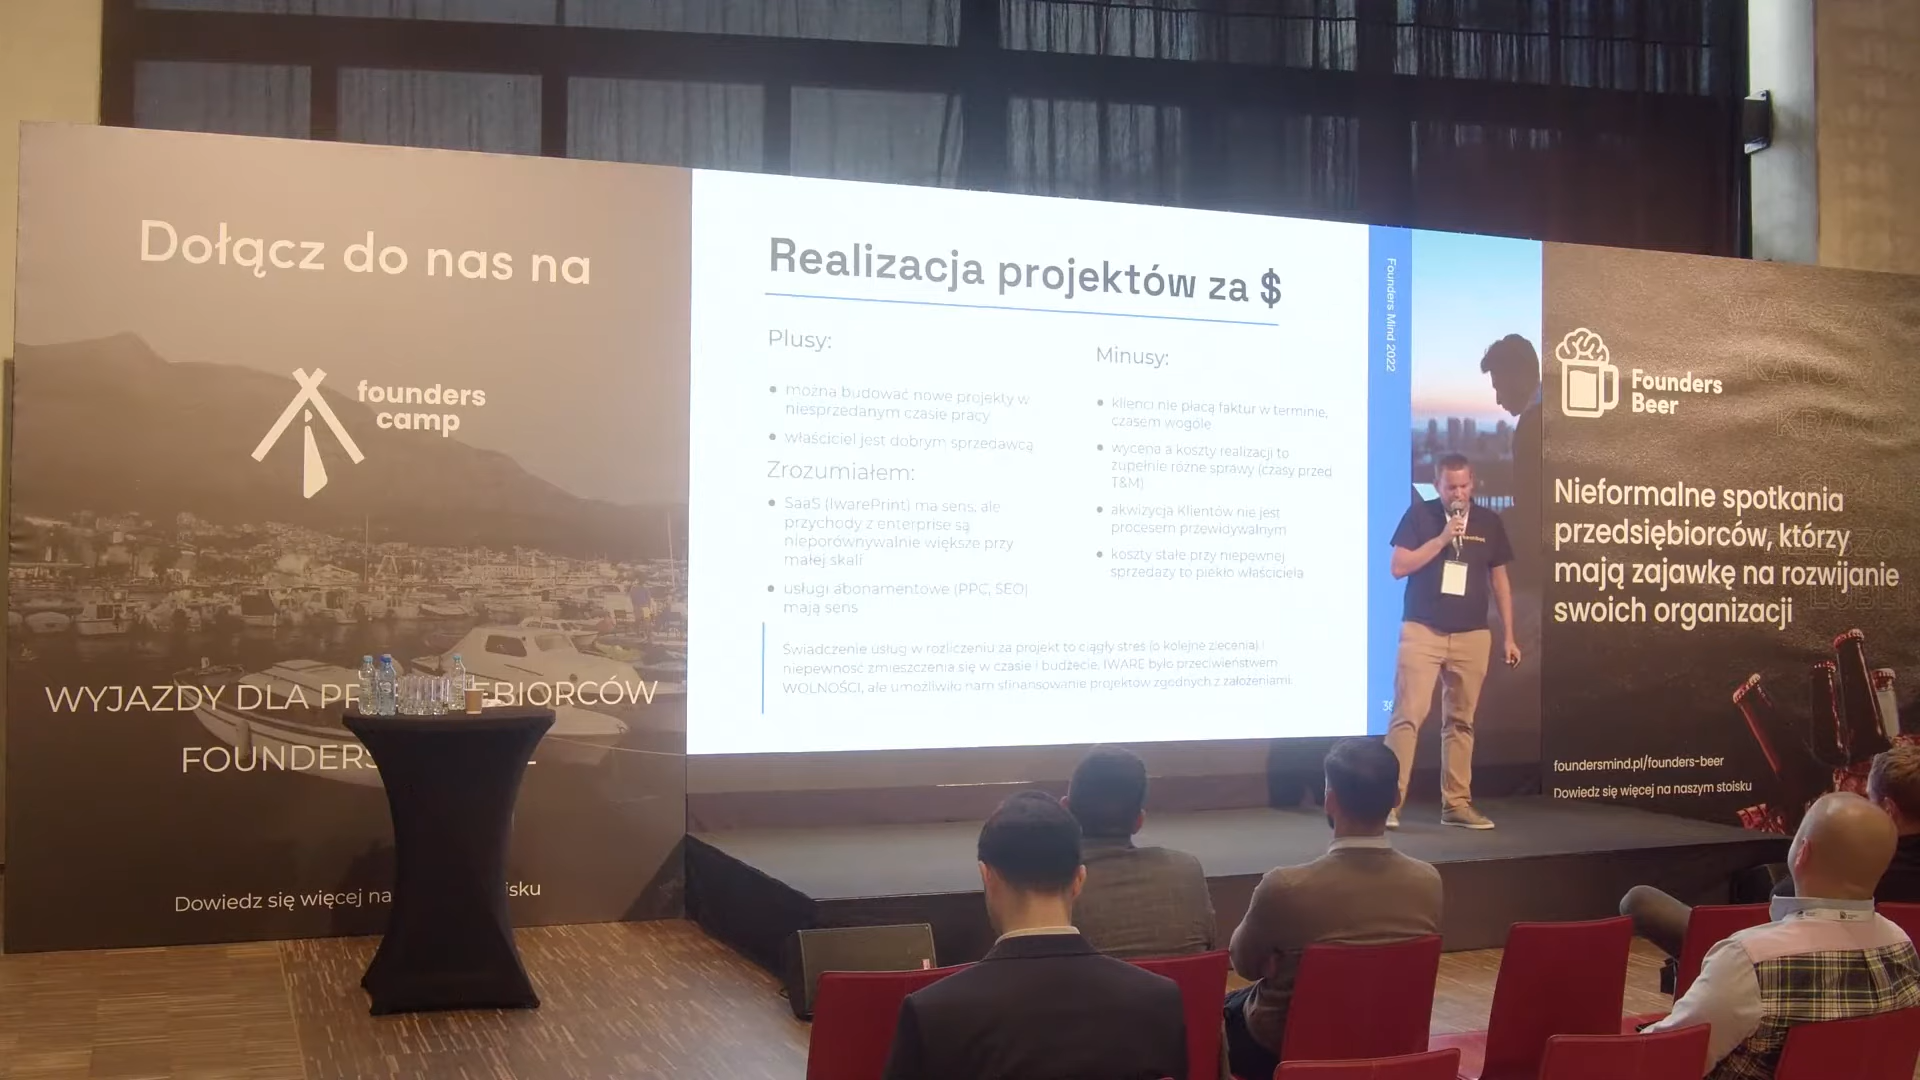 Dołącz do nas na
founders
camp
WYJAZDY DLA PR EBIORCÓW
FOUNDERS
Dowiedz się więcej na isku
Realizacja projektów za $
Plusy:
można budować nowe projekty w
niesprzedanym czasie pracy
właściciel jest dobrym sprzedawcą
Zrozumiałem:
SaaS (IwarePrint) ma sens, ale
przychody z enterprise są
nieporównywalnie większe przy
małej skali
usługi abonamentowe (PPC, SEO)
mają sens
Minusy:
klienci nie płacą faktur w terminie,
czasem wogóle
wycena a koszty realizacji to
zupełnie różne sprawy (czasy przed
T&M)
akwizycja Klientów nie jest
procesem przewidywalnym
koszty stałe przy niepewnej
sprzedaży to piekło właściciela
Świadczenie usług w rozliczeniu za projekt to ciągły stres (o kolejne zlecenia) i
niepewność zmieszczenia się w czasie i budżecie. IWARE było przeciwieństwem
WOLNOŚCI, ale umożliwiło nam sfinansowanie projektów zgodnych z założeniami.
Founders Mind 2022
Founders
Beer
Nieformalne spotkania
przedsiębiorców, którzy
mają zajawkę na rozwijanie
swoich organizacji
foundersmind.pl/founders-beer
Dowiedz się więcej na naszym stoisku